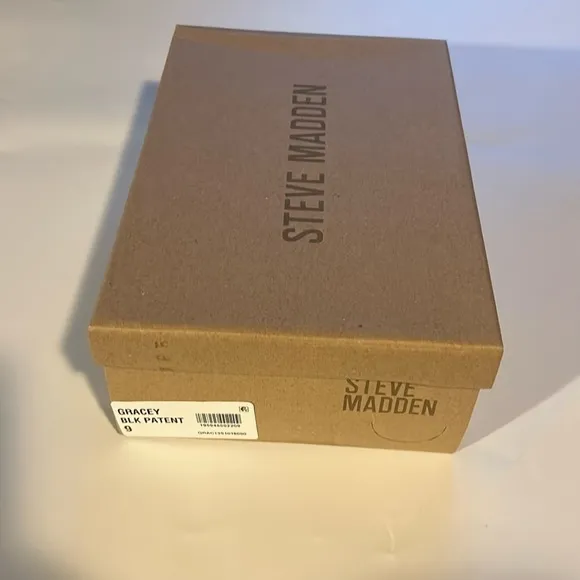 STEVE MADDEN
STEVE
MADDEN
GRACEY
BLK PATENT
9